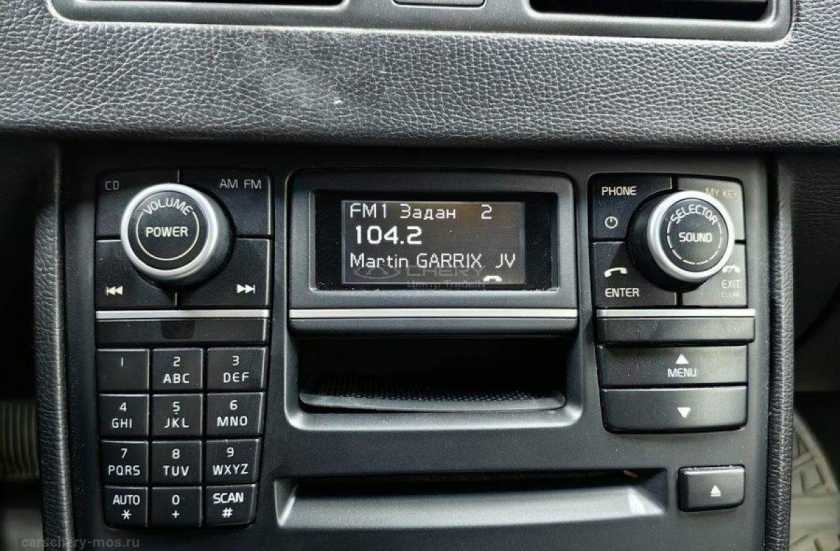 CD
AM FM
VOLUME
POWER
FM1 Задан 2
104.2
Martin GARRIX JV
CHERY
PHONE
MY KEY
SELECTOR
SOUND
ENTER
EXIT
CLEAR
MENU
1
2 ABC
3 DEF
4 GHI
5 JKL
6 MNO
7 PQRS
8 TUV
9 WXYZ
AUTO *
0 +
SCAN #
carschery-mos.ru